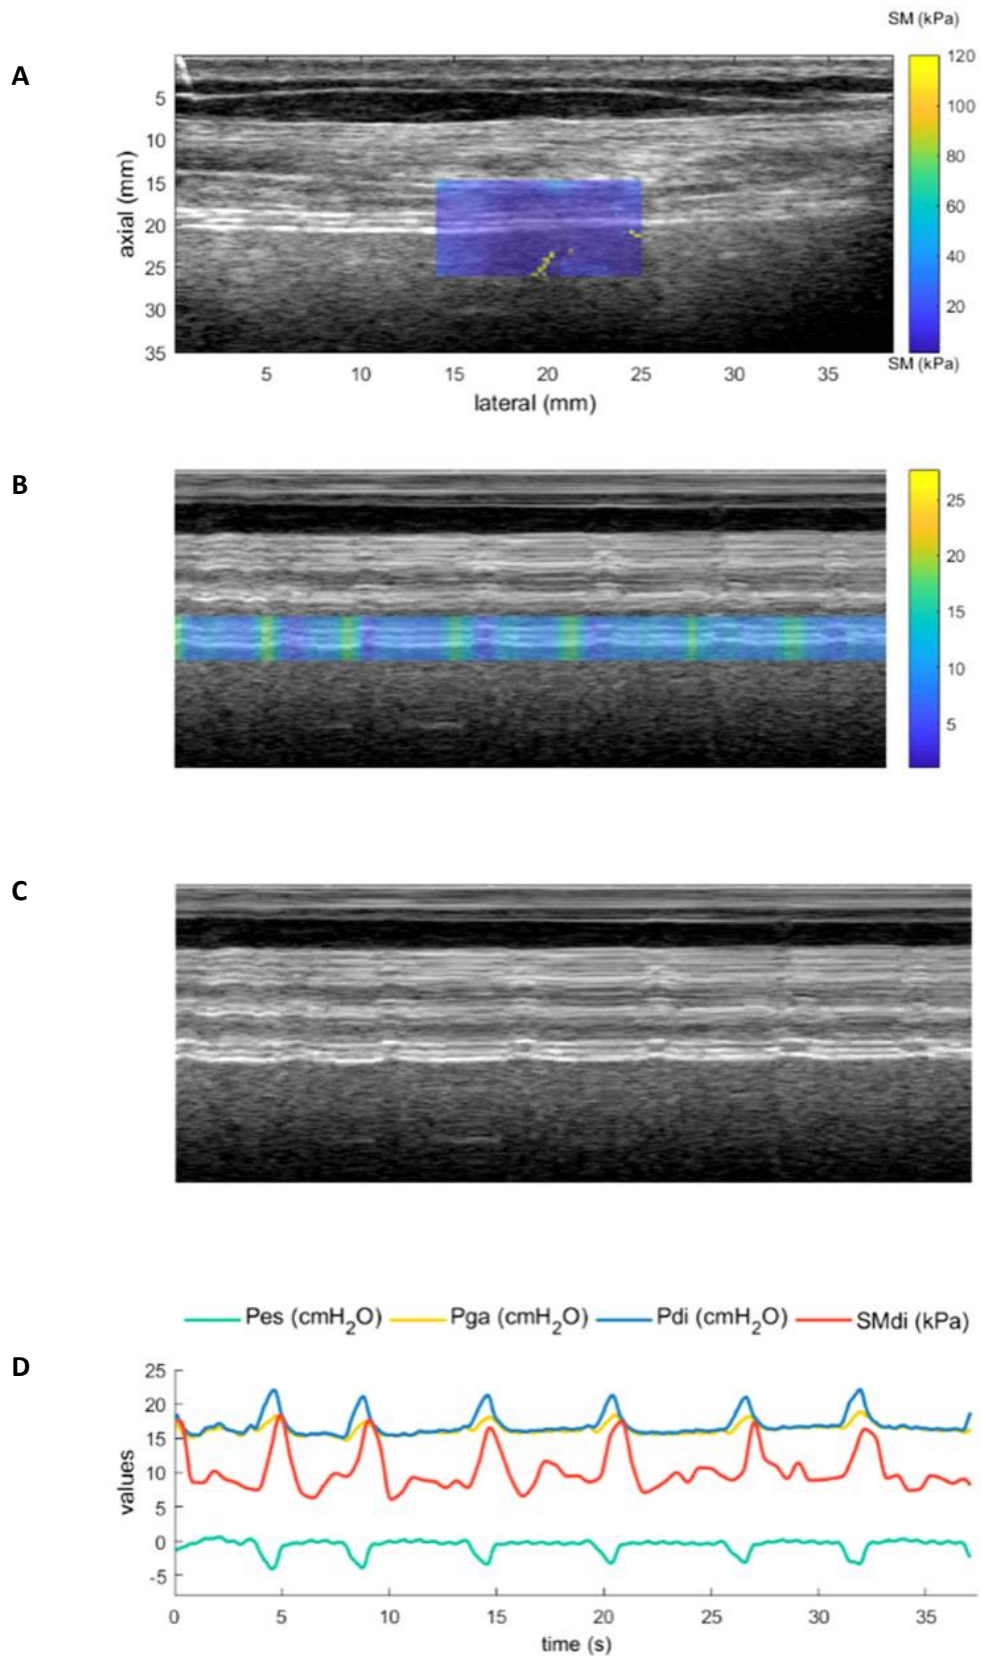 SM (kPa)
A
120
100
80
60
40
20
SM (kPa)
5
10
15
20
25
30
35
axial (mm)
5 10 15 20 25 30 35
lateral (mm)
B
25
20
15
10
5
C
Pes (cmH₂O) Pga (cmH₂O) Pdi (cmH₂O) SMdi (kPa)
D
25
20
15
10
5
0
-5
values
0 5 10 15 20 25 30 35
time (s)